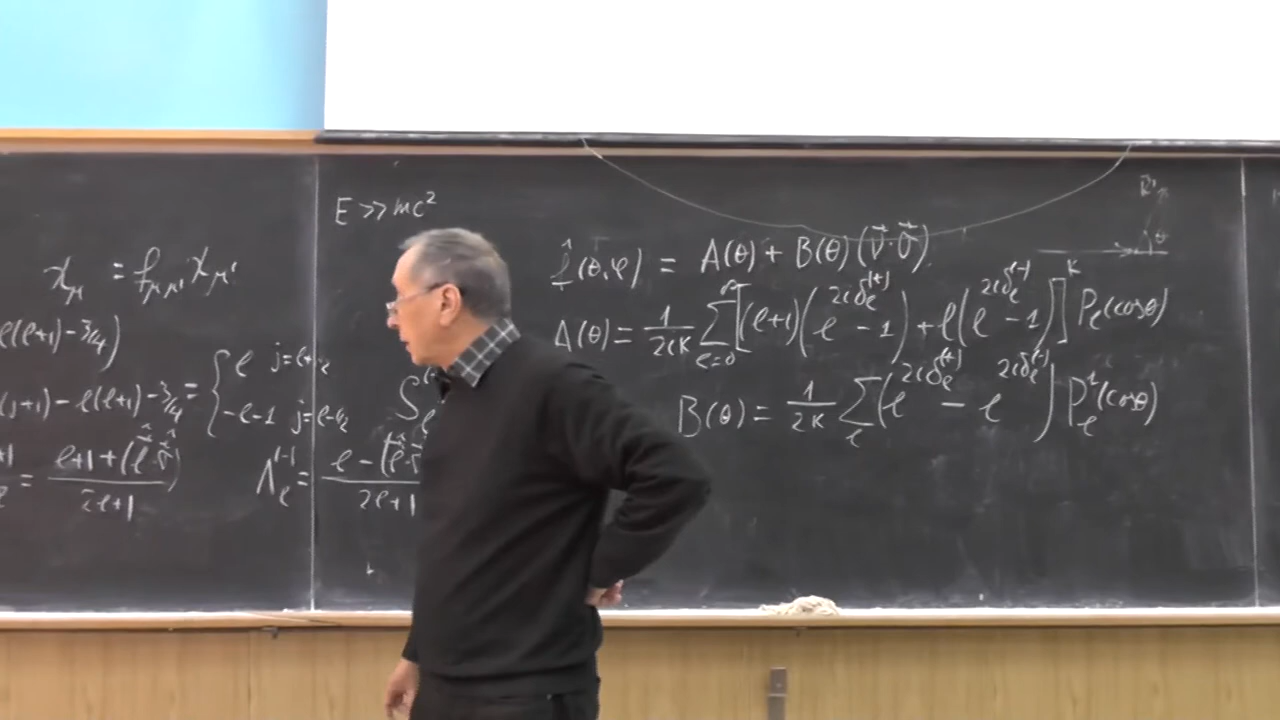 E >> mc²
χ_μ = f_μμ' χ_μ'
ℓ(ℓ+1) - 3/4)
(j+1) - ℓ(ℓ+1) - 3/4 = { ℓ j=ℓ+1/2
-ℓ-1 j=ℓ-1/2
= (ℓ+1+(ℓ̂·σ̂))/(2ℓ+1)
Λ_ℓ^(-) = (ℓ-(ℓ̂·σ̂
2ℓ+1
S_ℓ
f̂(θ,φ) = A(θ) + B(θ)(ν⃗·σ⃗)
A(θ) = 1/2iK Σ_{ℓ=0}^∞ [(ℓ+1)(e^{2iδ_ℓ^(+)} - 1) + ℓ(e^{2iδ_ℓ^(-)} - 1)] P_ℓ(cosθ)
B(θ) = 1/2K Σ_ℓ (e^{2iδ_ℓ^(+)} - e^{2iδ_ℓ^(-)}) P_ℓ^1(cosθ)
K
θ